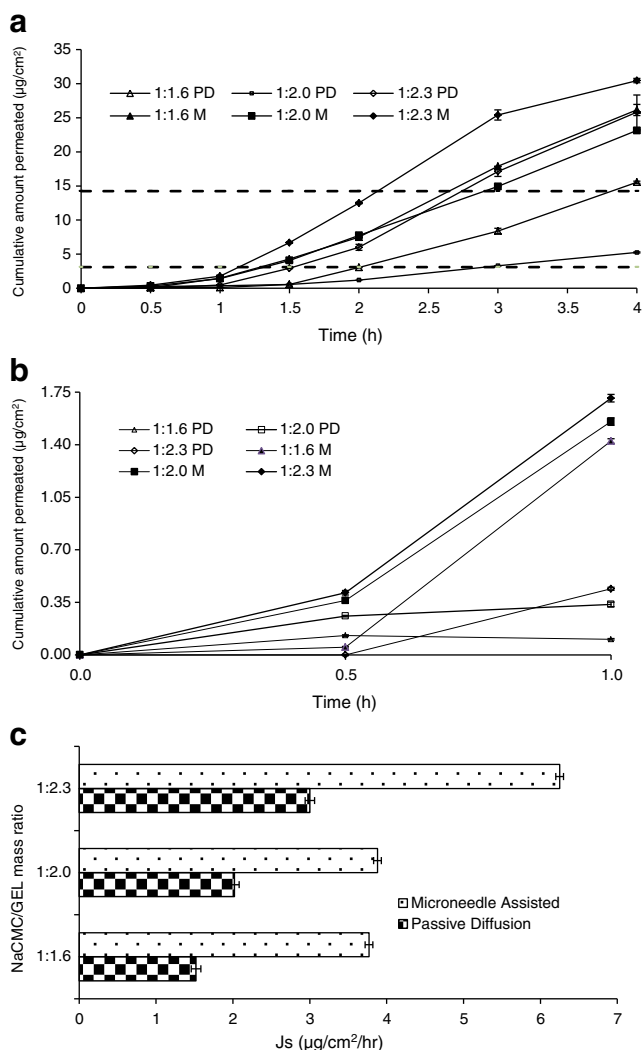 a
Cumulative amount permeated (µg/cm²)
35
30
25
20
15
10
5
0
1:1.6 PD 1:2.0 PD 1:2.3 PD
1:1.6 M 1:2.0 M 1:2.3 M
0 0.5 1 1.5 2 2.5 3 3.5 4
Time (h)
b
Cumulative amount permeated (µg/cm²)
1.75
1.40
1.05
0.70
0.35
0.00
1:1.6 PD 1:2.0 PD
1:2.3 PD 1:1.6 M
1:2.0 M 1:2.3 M
0.0 0.5 1.0
Time (h)
c
NaCMC/GEL mass ratio
1:2.3
1:2.0
1:1.6
Microneedle Assisted
Passive Diffusion
0 1 2 3 4 5 6 7
Js (µg/cm²/hr)